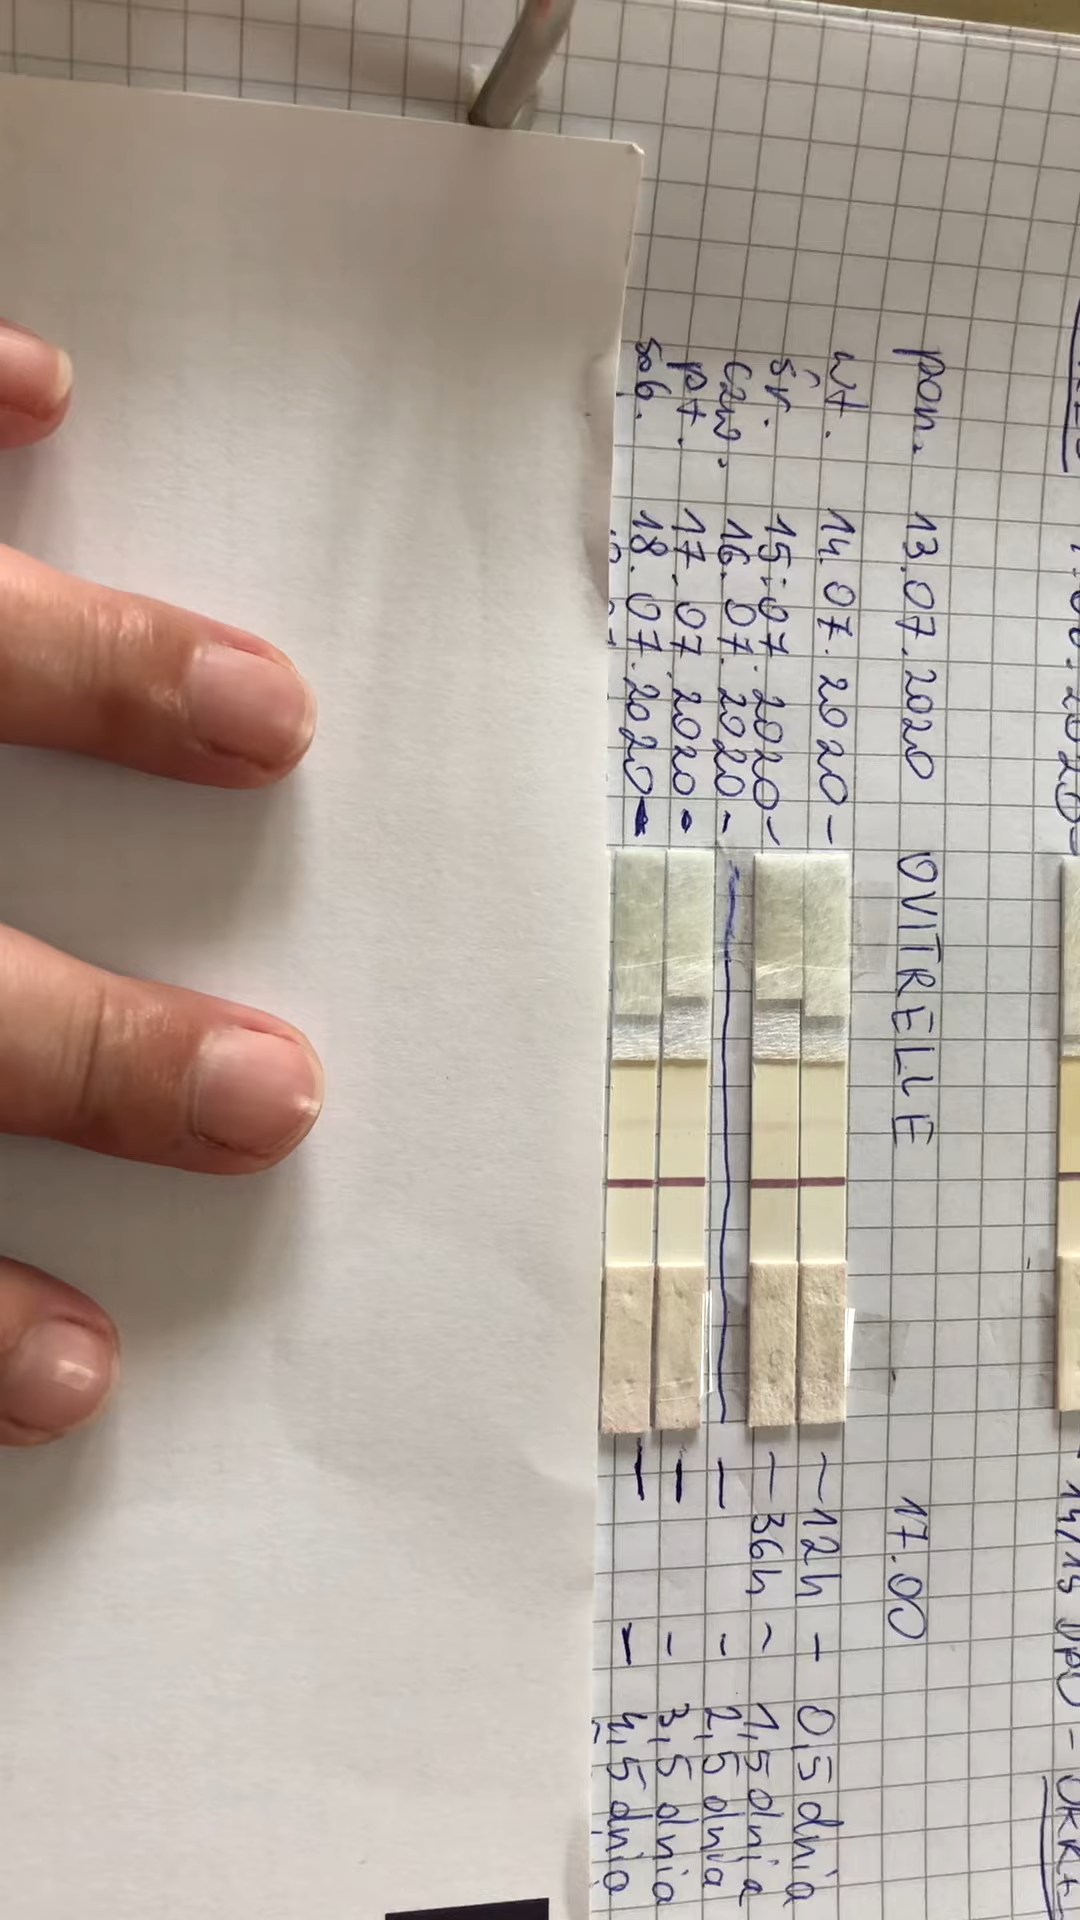 pon. 13.07.2020 OVITRELLE 17.00
wt. 14.07.2020 - - 12h - 0,5 dnia
śr. 15.07.2020 - - 36h - 1,5 dnia
czw. 16.07.2020 - - - 2,5 dnia
pt. 17.07.2020 - - - 3,5 dnia
sob. 18.07.2020 - - - 4,5 dnia